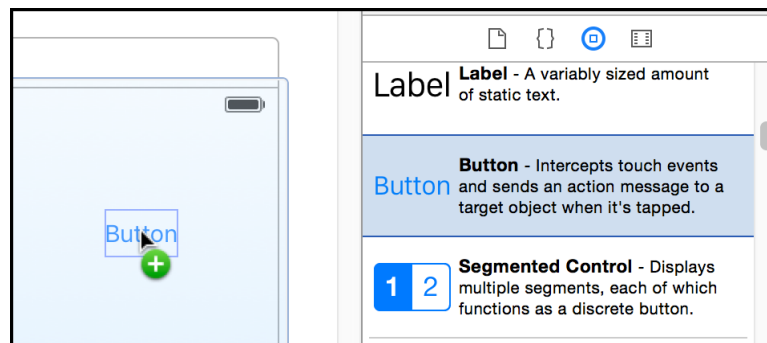 Label
Label - A variably sized amount
of static text.
Button
Button
Button - Intercepts touch events
and sends an action message to a
target object when it's tapped.
1 2
Segmented Control - Displays
multiple segments, each of which
functions as a discrete button.